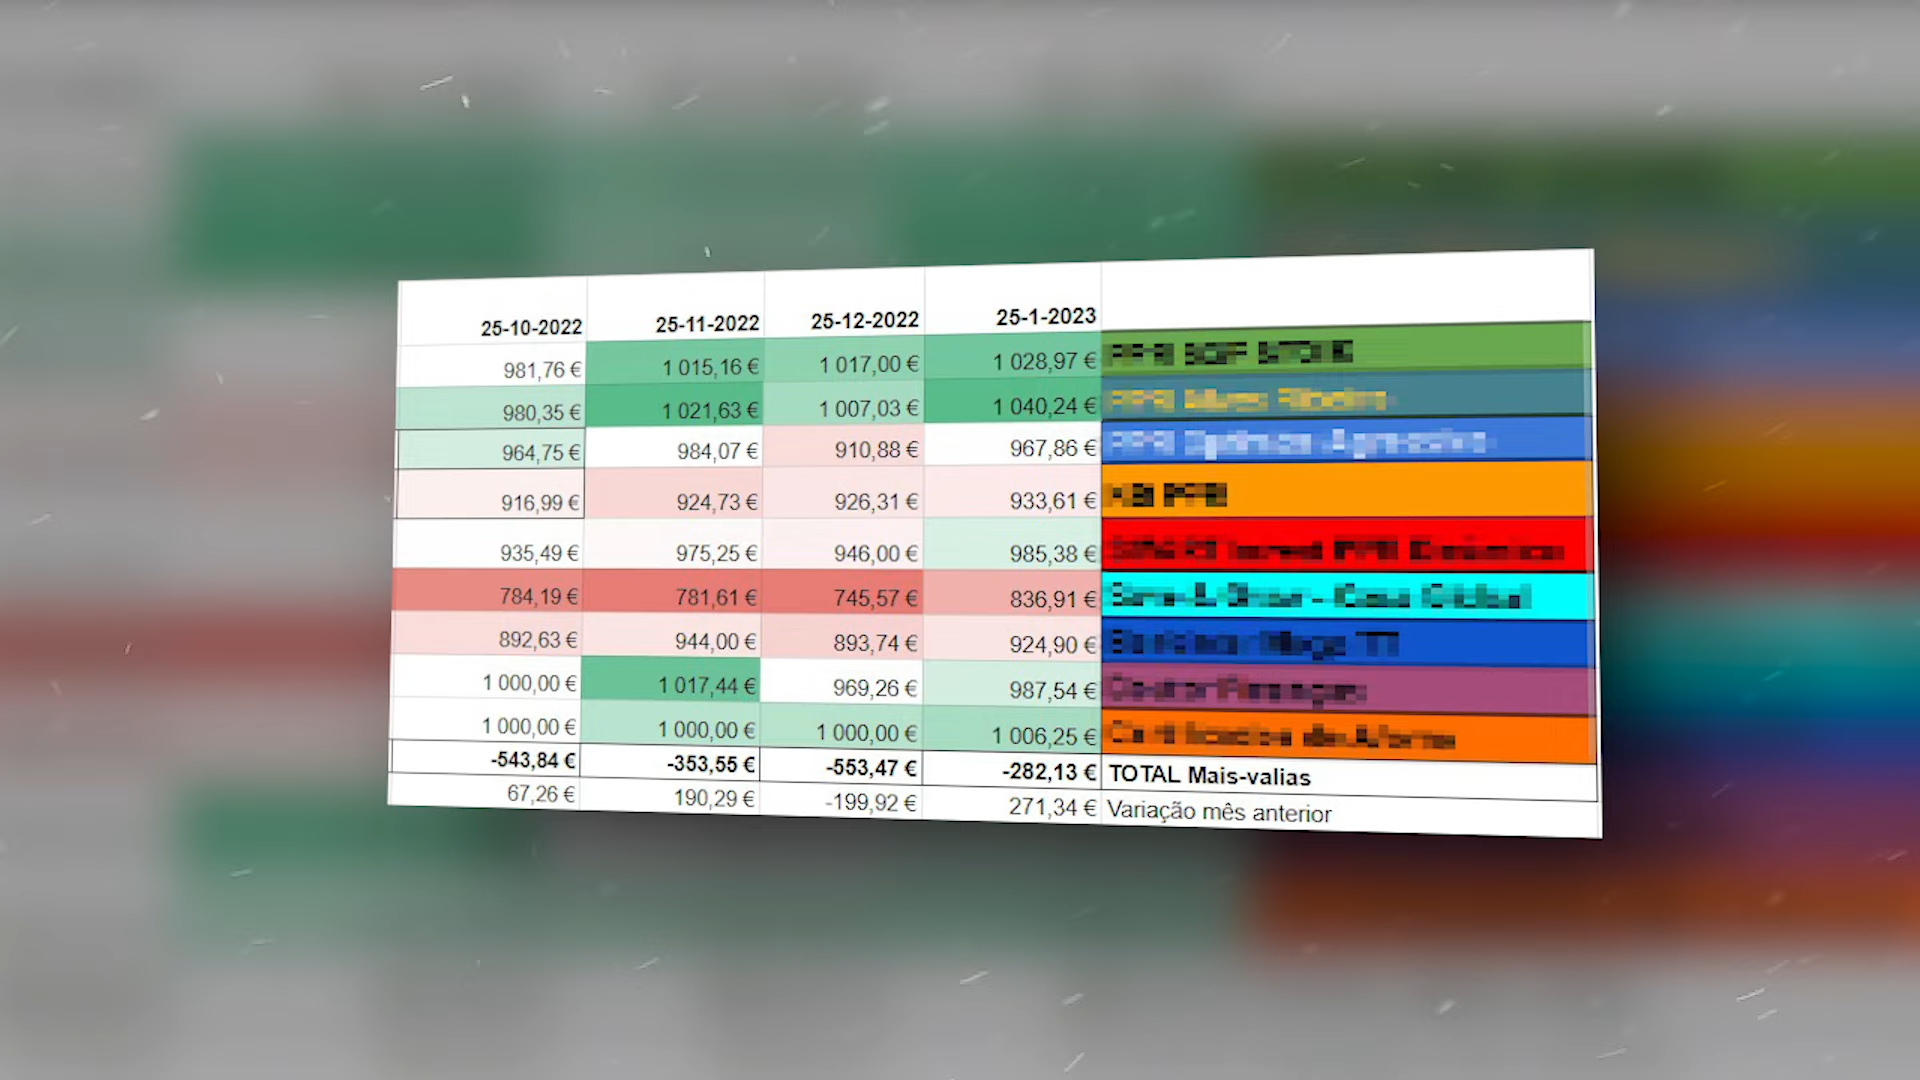 25-10-2022 25-11-2022 25-12-2022 25-1-2023
981,76 € 1 015,16 € 1 017,00 € 1 028,97 €
980,35 € 1 021,63 € 1 007,03 € 1 040,24 €
964,75 € 984,07 € 910,88 € 967,86 €
916,99 € 924,73 € 926,31 € 933,61 €
935,49 € 975,25 € 946,00 € 985,38 €
784,19 € 781,61 € 745,57 € 836,91 €
892,63 € 944,00 € 893,74 € 924,90 €
1 000,00 € 1 017,44 € 969,26 € 987,54 €
1 000,00 € 1 000,00 € 1 000,00 € 1 006,25 €
-543,84 € -353,55 € -553,47 € -282,13 € TOTAL Mais-valias
67,26 € 190,29 € -199,92 € 271,34 € Variação mês anterior